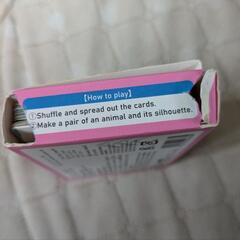 【How to play】
①Shuffle and spread out the cards.
②Make a pair of an animal and its silhouette.